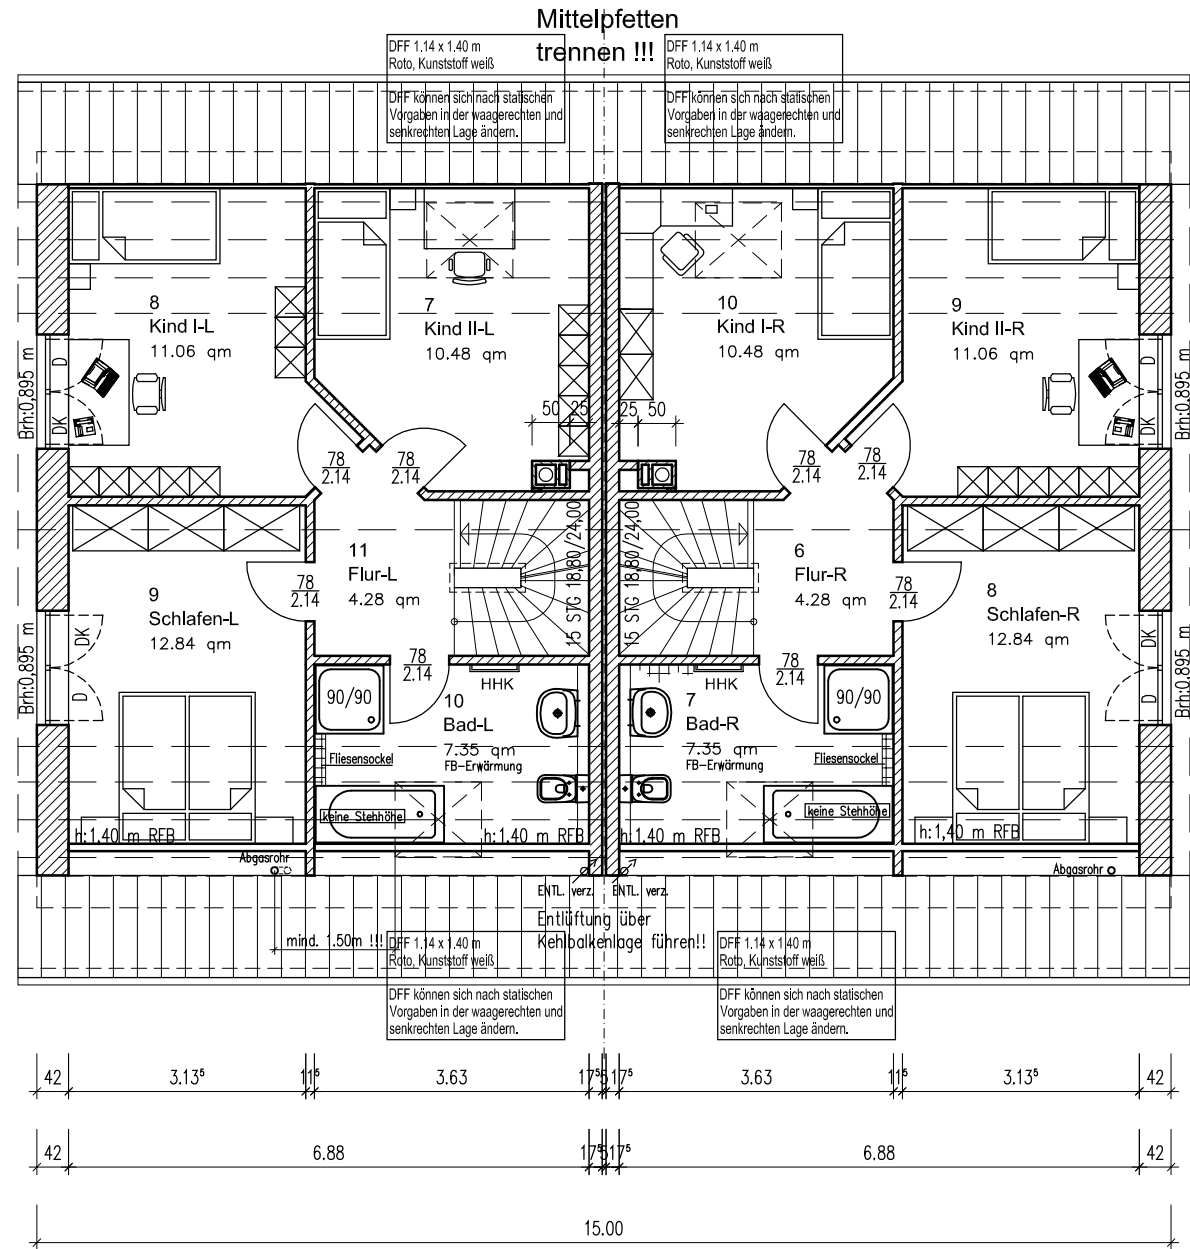 Mittelpfetten
trennen !!!
DFF 1.14 x 1.40 m
Roto, Kunststoff weiß
DFF können sich nach statischen
Vorgaben in der waagerechten und
senkrechten Lage ändern.
DFF 1.14 x 1.40 m
Roto, Kunststoff weiß
DFF können sich nach statischen
Vorgaben in der waagerechten und
senkrechten Lage ändern.
8
Kind I-L
11.06 qm
7
Kind II-L
10.48 qm
10
Kind I-R
10.48 qm
9
Kind II-R
11.06 qm
Brh:0,895 m
D
DK
D
DK
Brh:0.895 m
50
25
25
50
78
2.14
78
2.14
78
2.14
78
2.14
15 STG 18,80/24,00
15 STG 18,80/24,00
11
Flur-L
4.28 qm
6
Flur-R
4.28 qm
78
2.14
78
2.14
9
Schlafen-L
12.84 qm
8
Schlafen-R
12.84 qm
Brh:0,895 m
DK
D
DK
D
Brh:0.895 m
78
2.14
78
2.14
HHK
HHK
90/90
90/90
10
Bad-L
7.35 qm
FB-Erwärmung
7
Bad-R
7.35 qm
FB-Erwärmung
Fliesensockel
Fliesensockel
keine Stehhöhe
keine Stehhöhe
h:1,40 m RFB
h:1,40 m RFB
h:1,40 m RFB
h:1,40 m RFB
Abgasrohr
Abgasrohr
ENTL. verz.
ENTL. verz.
Entlüftung über
Kehlbalkenlage führen!!
mind. 1.50m !!!
DFF 1.14 x 1.40 m
Roto, Kunststoff weiß
DFF können sich nach statischen
Vorgaben in der waagerechten und
senkrechten Lage ändern.
DFF 1.14 x 1.40 m
Roto, Kunststoff weiß
DFF können sich nach statischen
Vorgaben in der waagerechten und
senkrechten Lage ändern.
42 3.13⁵ 11⁵ 3.63 17⁵ 5 17⁵ 3.63 11⁵ 3.13⁵ 42
42 6.88 17⁵ 5 17⁵ 6.88 42
15.00